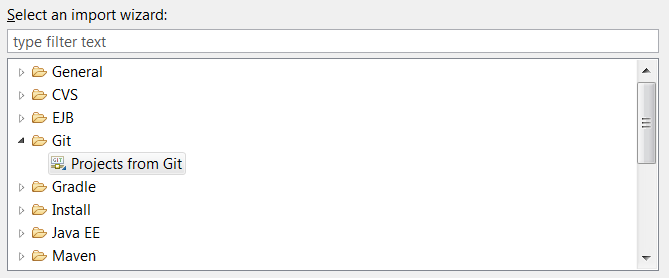 Select an import wizard:
type filter text
General
CVS
EJB
Git
GIT Projects from Git
Gradle
Install
Java EE
Maven